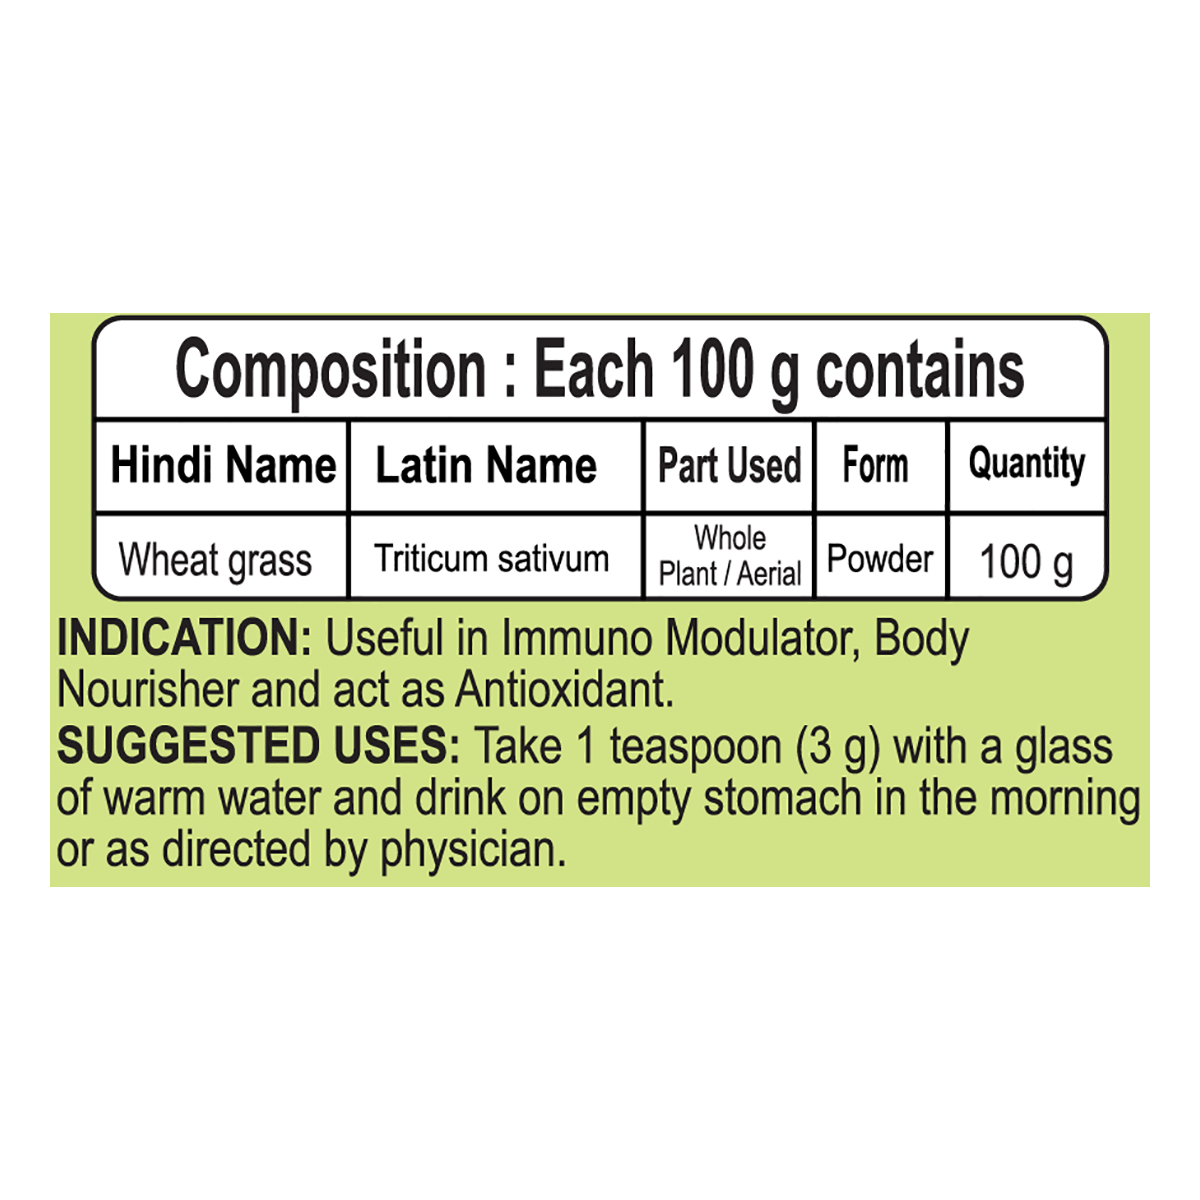 Composition : Each 100 g contains
Hindi Name Latin Name Part Used Form Quantity
Wheat grass Triticum sativum Whole Plant / Aerial Powder 100 g
INDICATION: Useful in Immuno Modulator, Body
Nourisher and act as Antioxidant.
SUGGESTED USES: Take 1 teaspoon (3 g) with a glass
of warm water and drink on empty stomach in the morning
or as directed by physician.